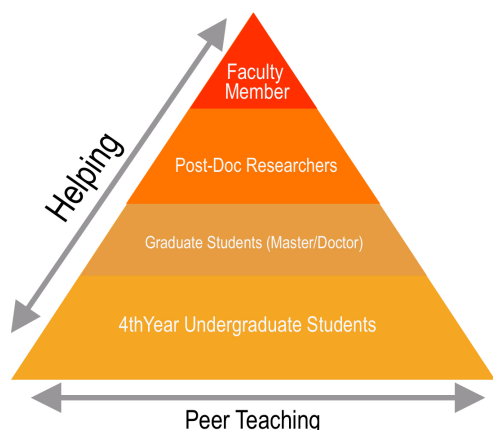 Faculty
Member
Helping
Post-Doc Researchers
Graduate Students (Master/Doctor)
4thYear Undergraduate Students
Peer Teaching